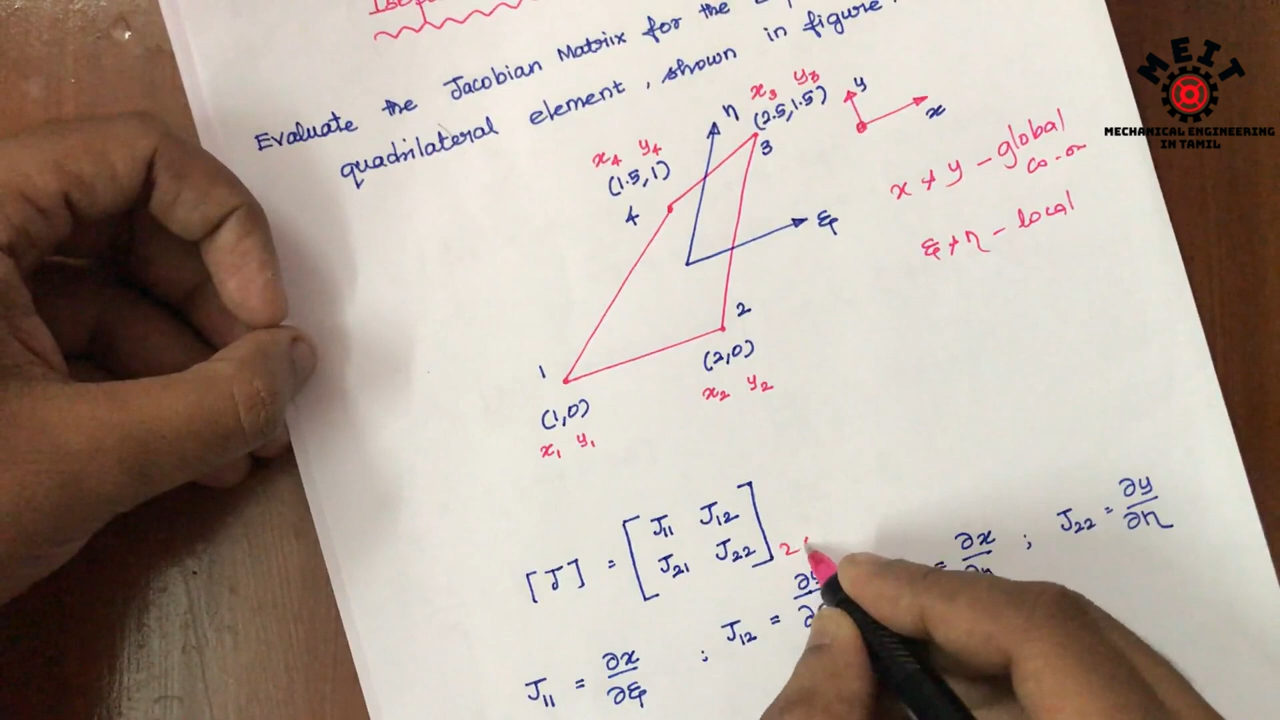 Evaluate the Jacobian Matrix for the
quadrilateral element, shown in figure
η
x₃ y₃
(2.5,1.5)
3
y
x
x₄ y₄
(1.5,1)
4
ξ
x + y - global
co-or
ξ + η - local
1
(1,0)
x₁ y₁
2
(2,0)
x₂ y₂
[J] = [J₁₁ J₁₂
J₂₁ J₂₂] 2
J₁₁ = ∂x/∂ξ ; J₁₂ = = ∂x/∂η ; J₂₂ = ∂y/∂η
MEIT
MECHANICAL ENGINEERING
IN TAMIL